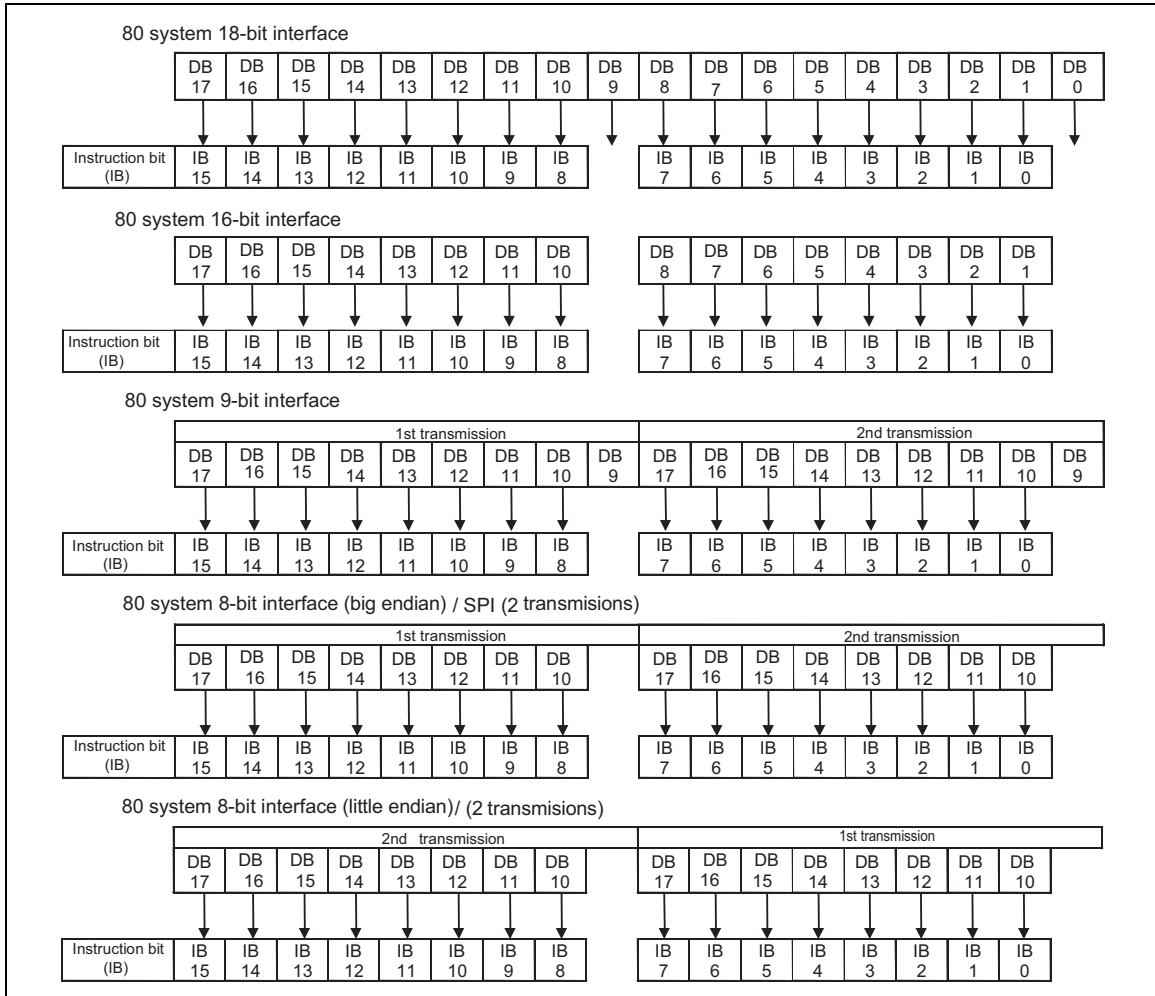 80 system 18-bit interface
DB DB DB DB DB DB DB DB DB DB DB DB DB DB DB DB DB DB
17 16 15 14 13 12 11 10 9 8 7 6 5 4 3 2 1 0
Instruction bit IB IB IB IB IB IB IB IB IB IB IB IB IB IB IB IB
(IB) 15 14 13 12 11 10 9 8 7 6 5 4 3 2 1 0
80 system 16-bit interface
DB DB DB DB DB DB DB DB DB DB DB DB DB DB DB DB
17 16 15 14 13 12 11 10 8 7 6 5 4 3 2 1
Instruction bit IB IB IB IB IB IB IB IB IB IB IB IB IB IB IB IB
(IB) 15 14 13 12 11 10 9 8 7 6 5 4 3 2 1 0
80 system 9-bit interface
1st transmission 2nd transmission
DB DB DB DB DB DB DB DB DB DB DB DB DB DB DB DB DB DB
17 16 15 14 13 12 11 10 9 17 16 15 14 13 12 11 10 9
Instruction bit IB IB IB IB IB IB IB IB IB IB IB IB IB IB IB IB
(IB) 15 14 13 12 11 10 9 8 7 6 5 4 3 2 1 0
80 system 8-bit interface (big endian) / SPI (2 transmisions)
1st transmission 2nd transmission
DB DB DB DB DB DB DB DB DB DB DB DB DB DB DB DB
17 16 15 14 13 12 11 10 17 16 15 14 13 12 11 10
Instruction bit IB IB IB IB IB IB IB IB IB IB IB IB IB IB IB IB
(IB) 15 14 13 12 11 10 9 8 7 6 5 4 3 2 1 0
80 system 8-bit interface (little endian)/ (2 transmisions)
2nd transmission 1st transmission
DB DB DB DB DB DB DB DB DB DB DB DB DB DB DB DB
17 16 15 14 13 12 11 10 17 16 15 14 13 12 11 10
Instruction bit IB IB IB IB IB IB IB IB IB IB IB IB IB IB IB IB
(IB) 15 14 13 12 11 10 9 8 7 6 5 4 3 2 1 0